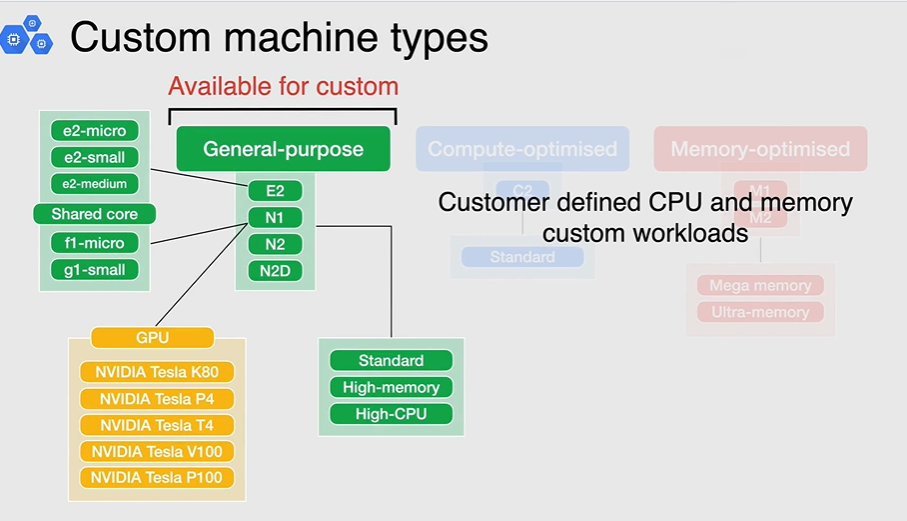 Custom machine types
Available for custom
e2-micro
e2-small
e2-medium
Shared core
f1-micro
g1-small
General-purpose
E2
N1
N2
N2D
GPU
NVIDIA Tesla K80
NVIDIA Tesla P4
NVIDIA Tesla T4
NVIDIA Tesla V100
NVIDIA Tesla P100
Standard
High-memory
High-CPU
Compute-optimised
C2
Standard
Memory-optimised
M1
M2
Mega memory
Ultra-memory
Customer defined CPU and memory
custom workloads